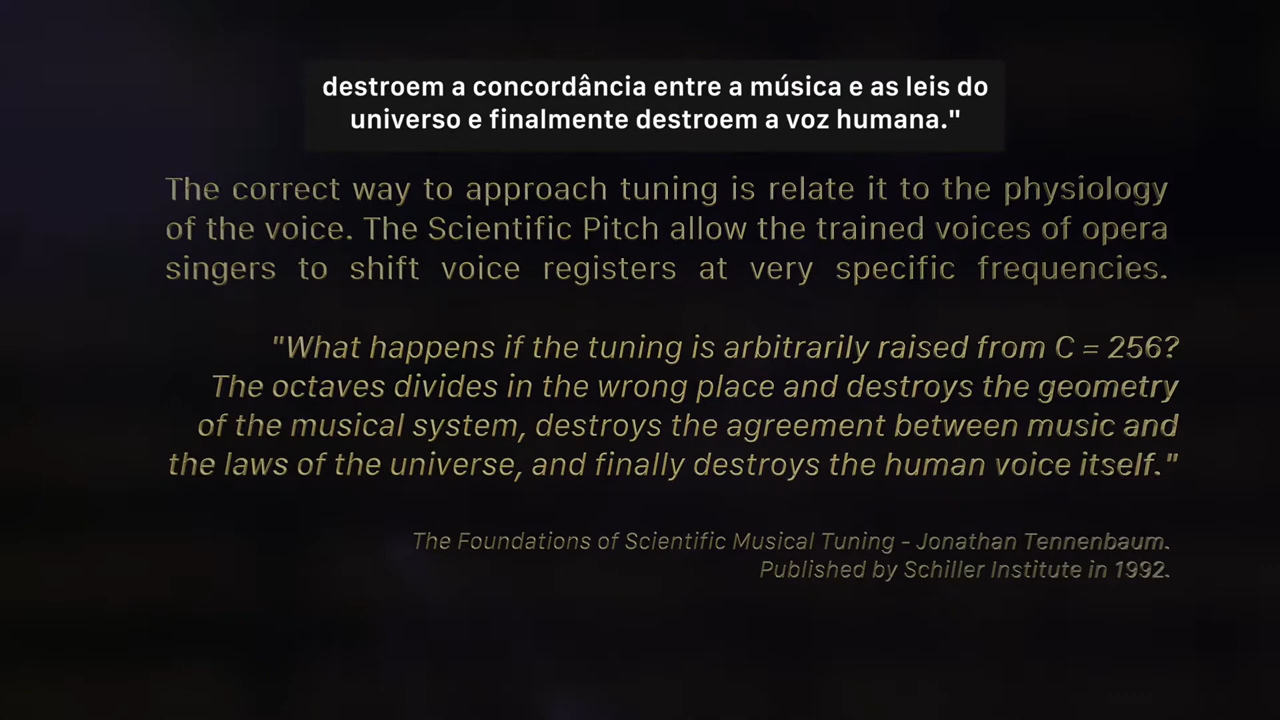 destroem a concordância entre a música e as leis do
universo e finalmente destroem a voz humana."
The correct way to approach tuning is relate it to the physiology
of the voice. The Scientific Pitch allow the trained voices of opera
singers to shift voice registers at very specific frequencies.
"What happens if the tuning is arbitrarily raised from C = 256?
The octaves divides in the wrong place and destroys the geometry
of the musical system, destroys the agreement between music and
the laws of the universe, and finally destroys the human voice itself."
The Foundations of Scientific Musical Tuning - Jonathan Tennenbaum.
Published by Schiller Institute in 1992.